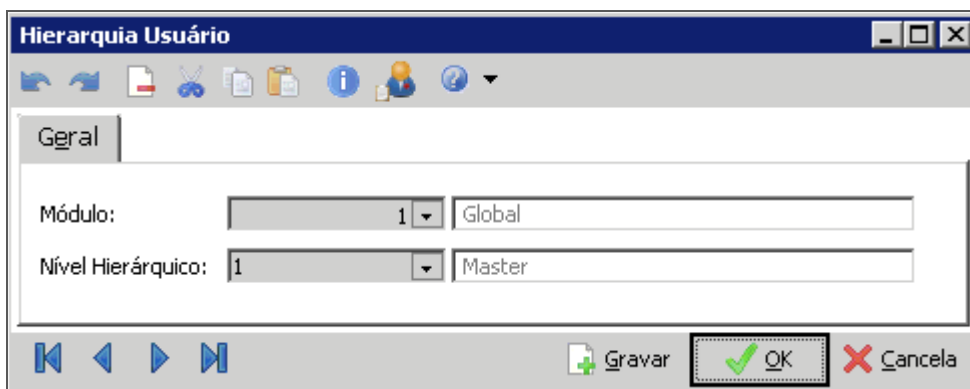 Hierarquia Usuário
Geral
Módulo: 1 Global
Nível Hierárquico: 1 Master
Gravar OK Cancela